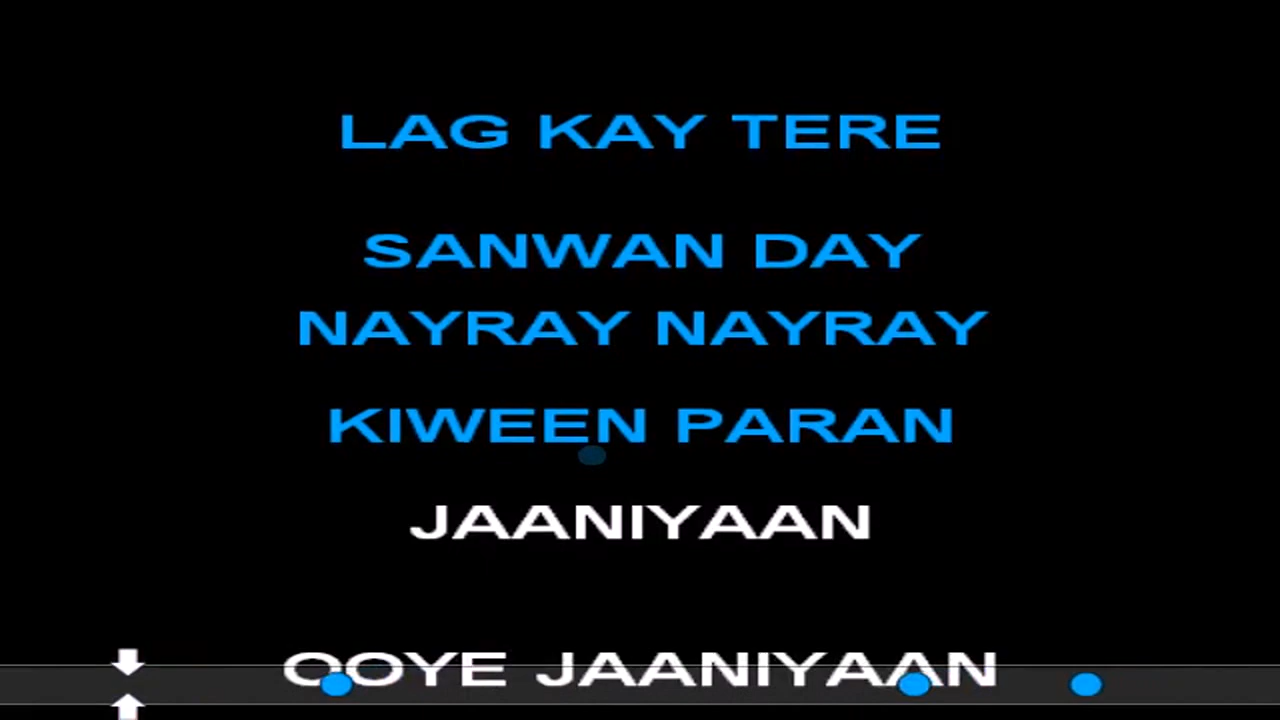 LAG KAY TERE
SANWAN DAY
NAYRAY NAYRAY
KIWEEN PARAN
JAANIYAAN
OOYE JAANIYAAN